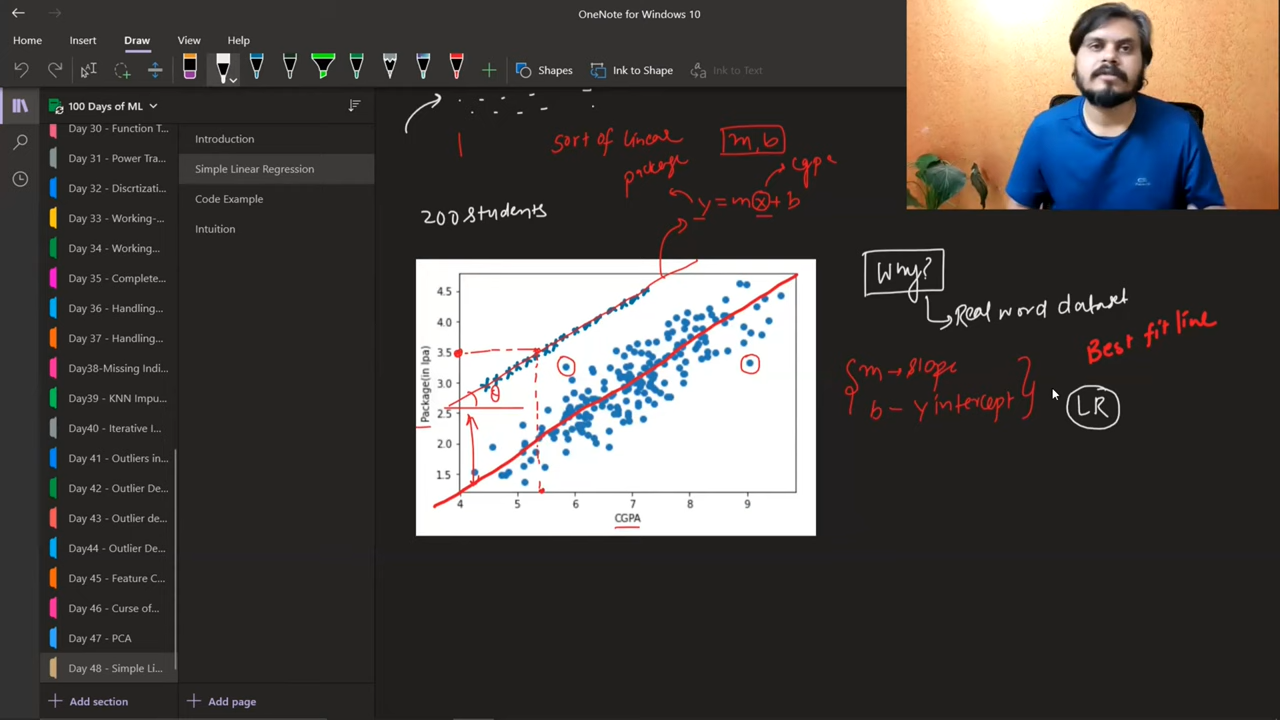 OneNote for Windows 10
Home
Insert
Draw
View
Help
Shapes
Ink to Shape
Ink to Text
100 Days of ML
Day 30 - Function T...
Day 31 - Power Tra...
Day 32 - Discrtizati...
Day 33 - Working-...
Day 34 - Working...
Day 35 - Complete...
Day 36 - Handling...
Day 37 - Handling...
Day38-Missing Indi...
Day39 - KNN Impu...
Day40 - Iterative I...
Day 41 - Outliers in...
Day 42 - Outlier De...
Day 43 - Outlier de...
Day44 - Outlier De...
Day 45 - Feature C...
Day 46 - Curse of...
Day 47 - PCA
Day 48 - Simple Li...
Add section
Introduction
Simple Linear Regression
Code Example
Intuition
Add page
sort of linear
m, b
package
cgpa
y = mx + b
200 students
4.5
4.0
3.5
3.0
2.5
2.0
1.5
Package(in lpa)
θ
4 5 6 7 8 9
CGPA
Why?
Real word dataset
Best fit line
m → slope
b - y intercept
LR